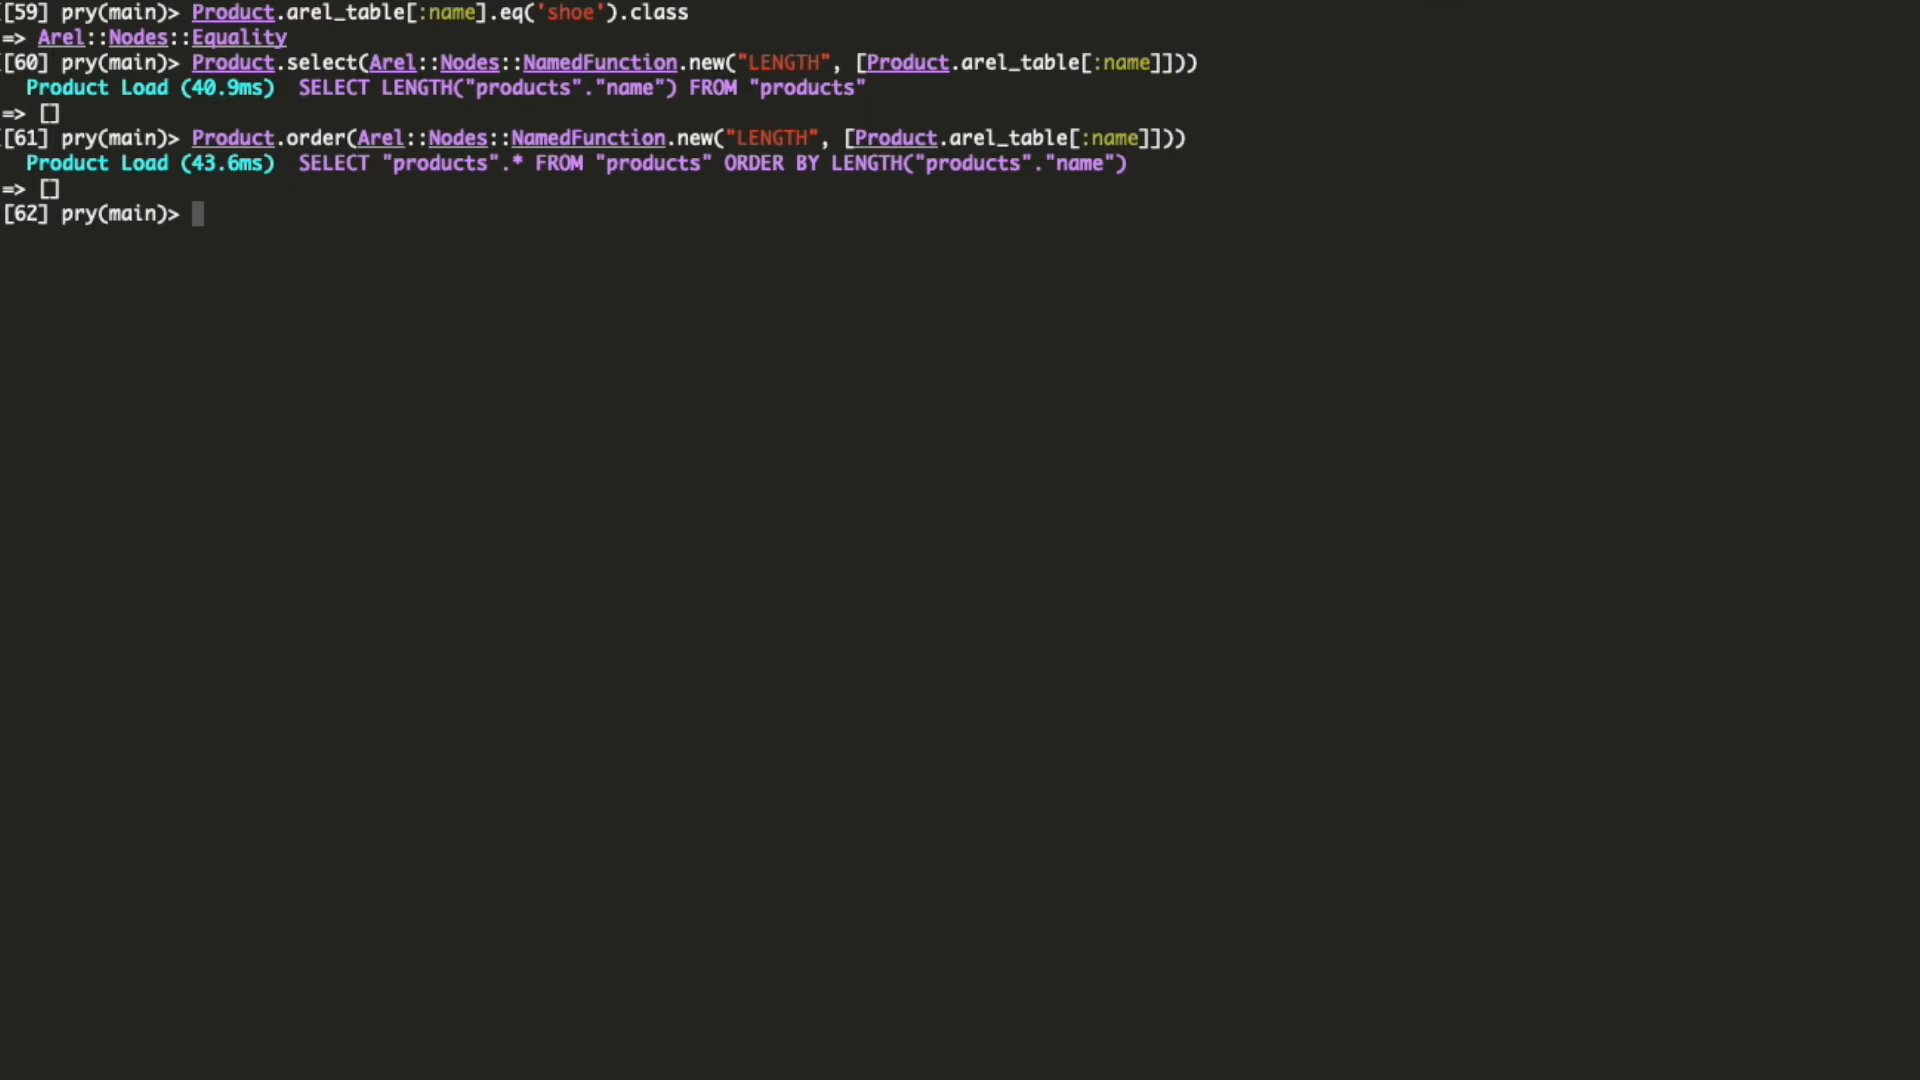 [59] pry(main)> Product.arel_table[:name].eq('shoe').class
=> Arel::Nodes::Equality
[60] pry(main)> Product.select(Arel::Nodes::NamedFunction.new("LENGTH", [Product.arel_table[:name]]))
Product Load (40.9ms)  SELECT LENGTH("products"."name") FROM "products"
=> []
[61] pry(main)> Product.order(Arel::Nodes::NamedFunction.new("LENGTH", [Product.arel_table[:name]]))
Product Load (43.6ms)  SELECT "products".* FROM "products" ORDER BY LENGTH("products"."name")
=> []
[62] pry(main)>